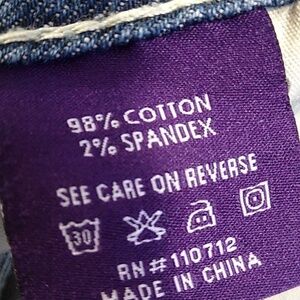 98% COTTON
2% SPANDEX
SEE CARE ON REVERSE
30
RN#110712
MADE IN CHINA